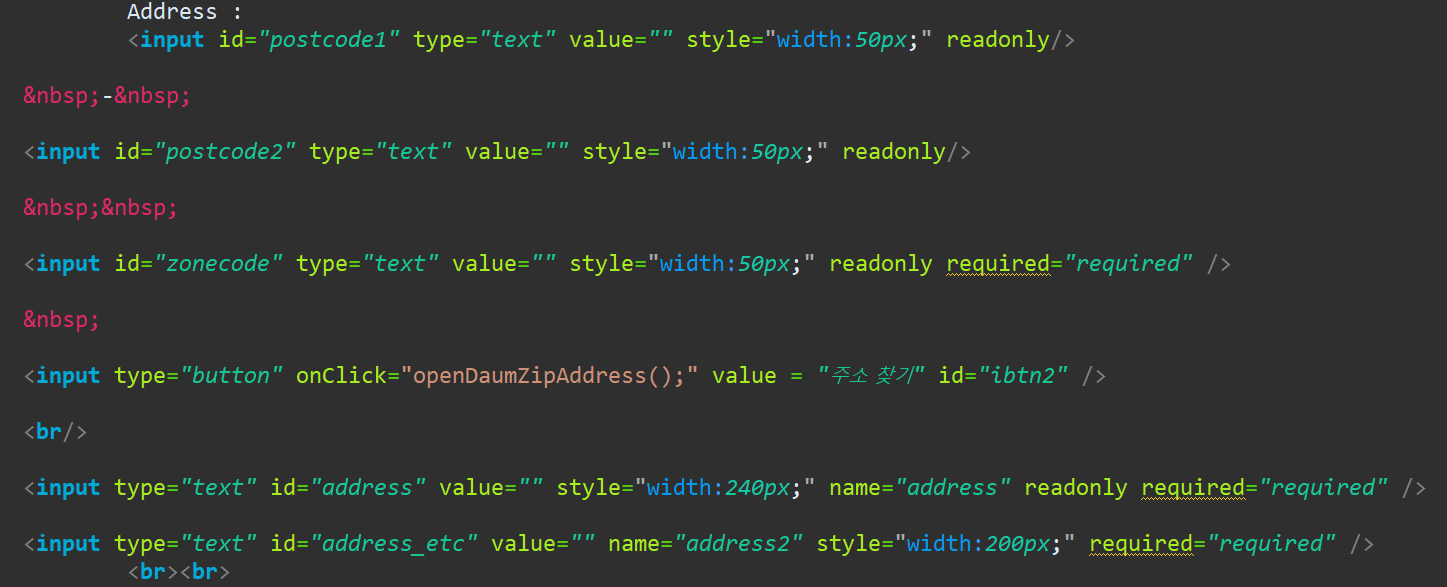 Address :
<input id="postcode1" type="text" value="" style="width:50px;" readonly/>
&nbsp;-&nbsp;
<input id="postcode2" type="text" value="" style="width:50px;" readonly/>
&nbsp;&nbsp;
<input id="zonecode" type="text" value="" style="width:50px;" readonly required="required" />
&nbsp;
<input type="button" onClick="openDaumZipAddress();" value = "주소 찾기" id="ibtn2" />
<br/>
<input type="text" id="address" value="" style="width:240px;" name="address" readonly required="required" />
<input type="text" id="address_etc" value="" name="address2" style="width:200px;" required="required" />
<br><br>